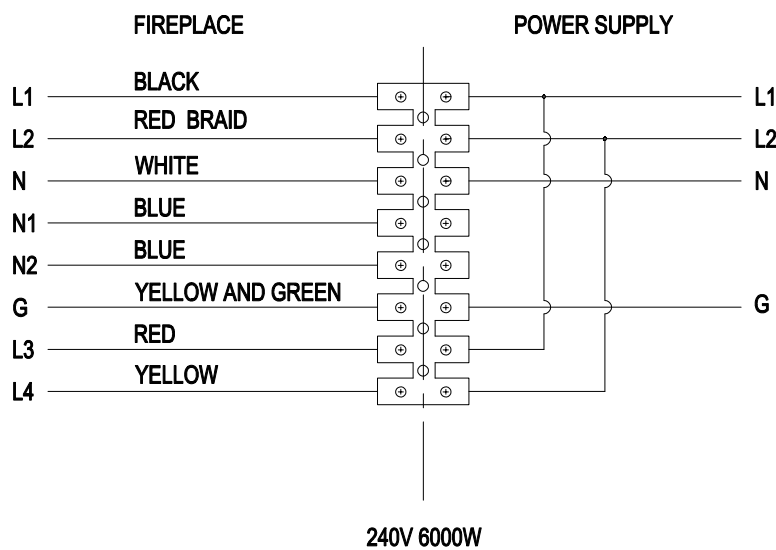 FIREPLACE POWER SUPPLY
L1 BLACK L1
L2 RED BRAID L2
N WHITE N
N1 BLUE
N2 BLUE
G YELLOW AND GREEN G
L3 RED
L4 YELLOW
240V 6000W